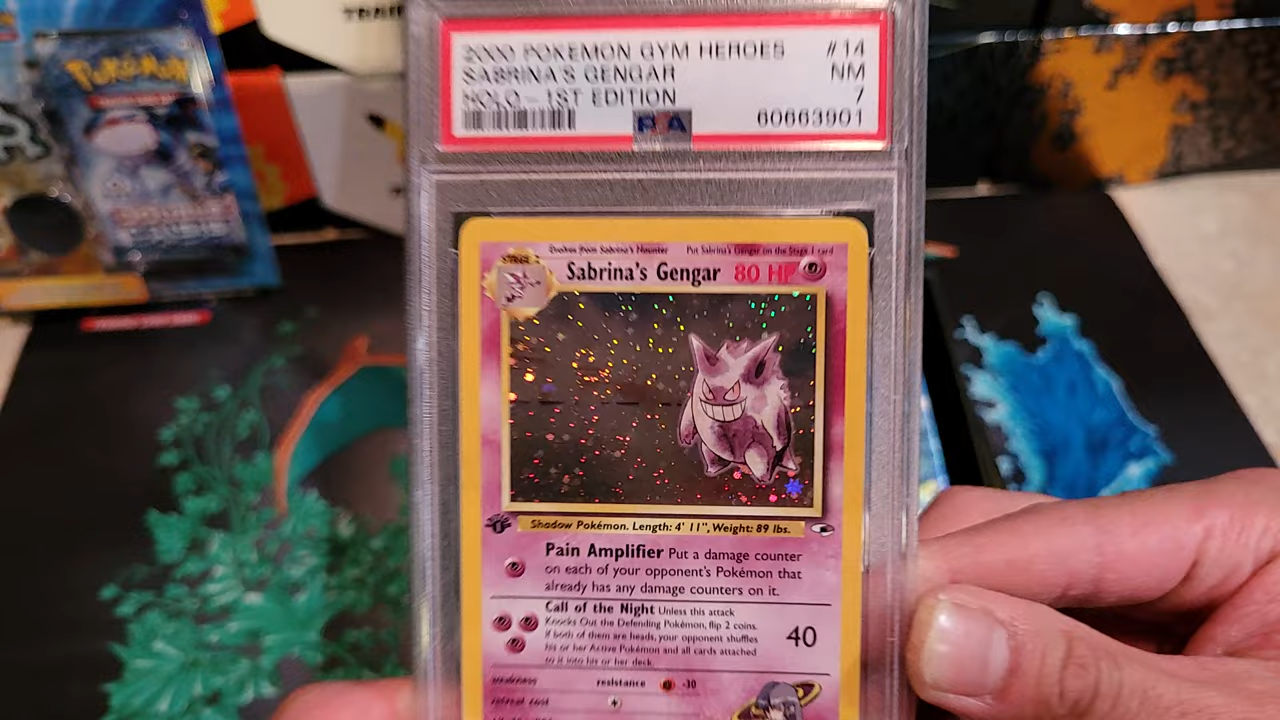 Pokémon
2000 POKEMON GYM HEROES #14
SABRINA'S GENGAR NM
HOLO - 1ST EDITION 7
PSA 60663901
Evolves from Sabrina's Haunter Put Sabrina's Gengar on the Stage 1 card
STAGE
Sabrina's Gengar 80 HP
Shadow Pokémon. Length: 4' 11", Weight: 89 lbs.
Pain Amplifier Put a damage counter
on each of your opponent's Pokémon that
already has any damage counters on it.
Call of the Night Unless this attack
Knocks Out the Defending Pokémon, flip 2 coins.
If both of them are heads, your opponent shuffles
his or her Active Pokémon and all cards attached
to it into his or her deck.
40
weakness resistance -30
retreat cost